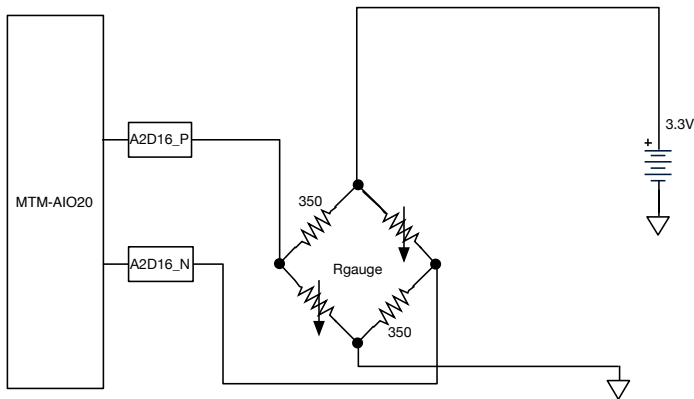 3.3V
+
A2D16_P
MTM-AIO20
350
A2D16_N
Rgauge
350